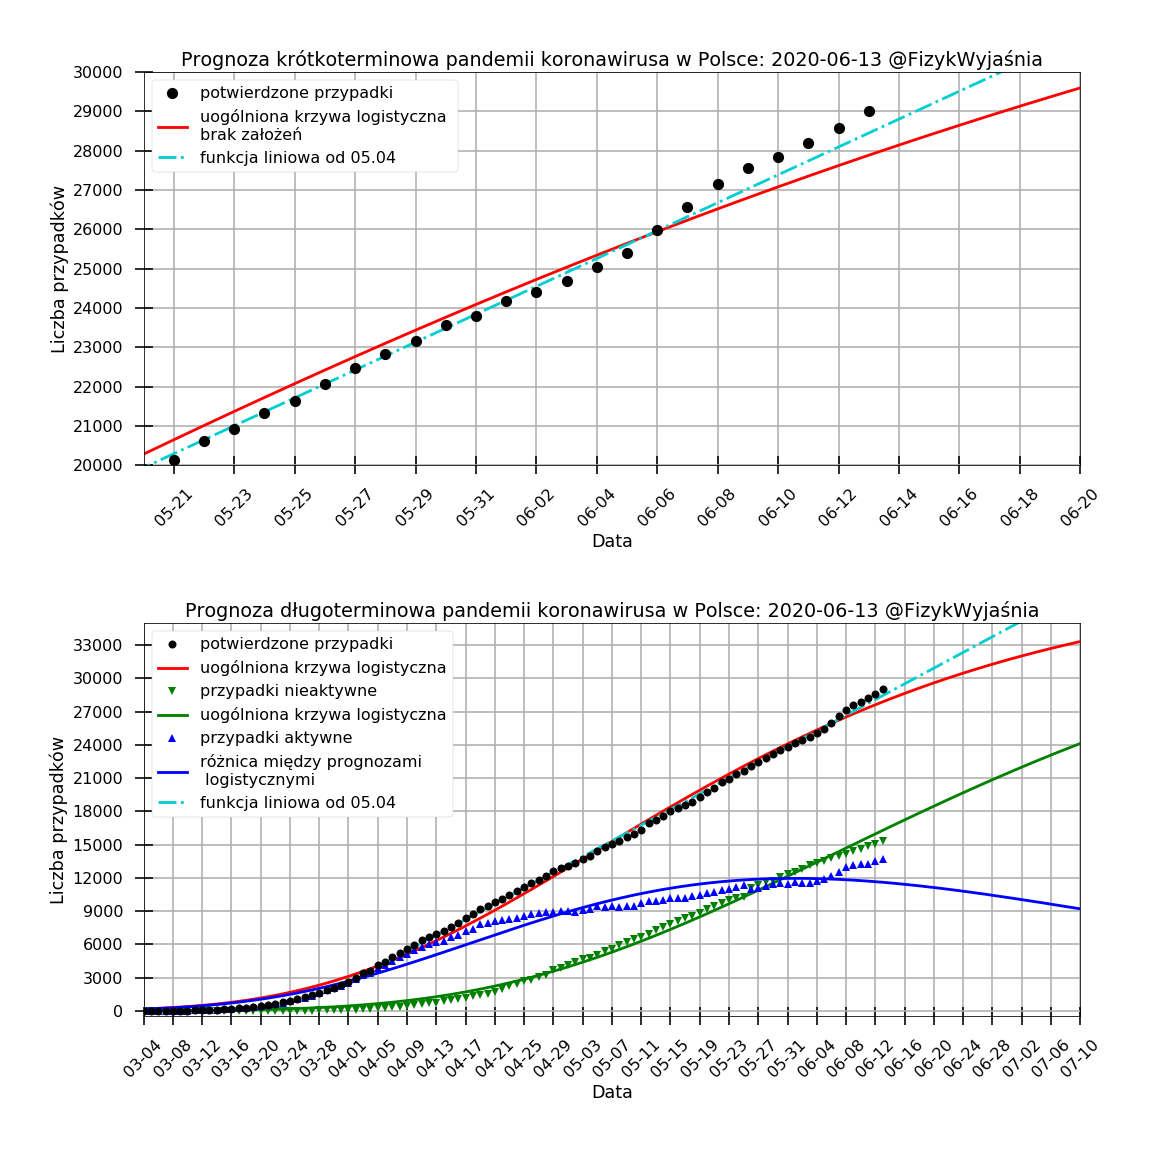 Prognoza krótkoterminowa pandemii koronawirusa w Polsce: 2020-06-13 @FizykWyjaśnia
30000
29000
28000
27000
26000
25000
24000
23000
22000
21000
20000
Liczba przypadków
potwierdzone przypadki
uogólniona krzywa logistyczna
brak założeń
funkcja liniowa od 05.04
05-21 05-23 05-25 05-27 05-29 05-31 06-02 06-04 06-06 06-08 06-10 06-12 06-14 06-16 06-18 06-20
Data
Prognoza długoterminowa pandemii koronawirusa w Polsce: 2020-06-13 @FizykWyjaśnia
33000
30000
27000
24000
21000
18000
15000
12000
9000
6000
3000
0
Liczba przypadków
potwierdzone przypadki
uogólniona krzywa logistyczna
przypadki nieaktywne
uogólniona krzywa logistyczna
przypadki aktywne
różnica między prognozami
logistycznymi
funkcja liniowa od 05.04
03-04 03-08 03-12 03-16 03-20 03-24 03-28 04-01 04-05 04-09 04-13 04-17 04-21 04-25 04-29 05-03 05-07 05-11 05-15 05-19 05-23 05-27 05-31 06-04 06-08 06-12 06-16 06-20 06-24 06-28 07-02 07-06 07-10
Data